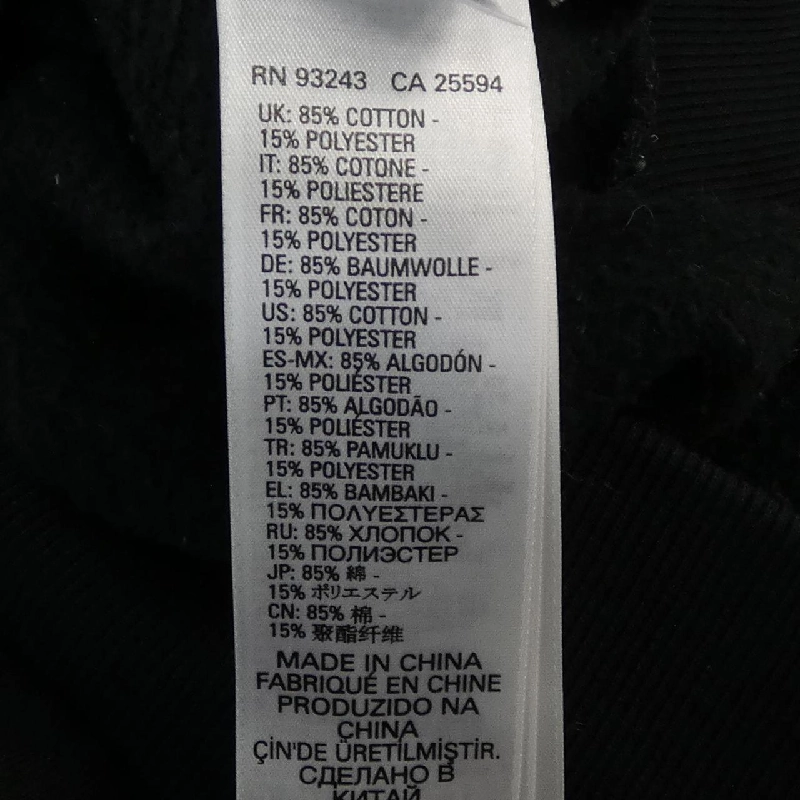 RN 93243 CA 25594
UK: 85% COTTON -
15% POLYESTER
IT: 85% COTONE -
15% POLIESTERE
FR: 85% COTON -
15% POLYESTER
DE: 85% BAUMWOLLE -
15% POLYESTER
US: 85% COTTON -
15% POLYESTER
ES-MX: 85% ALGODÓN -
15% POLIÉSTER
PT: 85% ALGODÃO -
15% POLIÉSTER
TR: 85% PAMUKLU -
15% POLYESTER
EL: 85% ΒΑΜΒΑΚΙ -
15% ΠΟΛΥΕΣΤΕΡΑΣ
RU: 85% ХЛОПОК -
15% ПОЛИЭСТЕР
JP: 85% 綿 -
15% ポリエステル
CN: 85% 棉 -
15% 聚酯纤维
MADE IN CHINA
FABRIQUÉ EN CHINE
PRODUZIDO NA
CHINA
ÇİN'DE ÜRETİLMİŞTİR.
СДЕЛАНО В
КИТАЙ